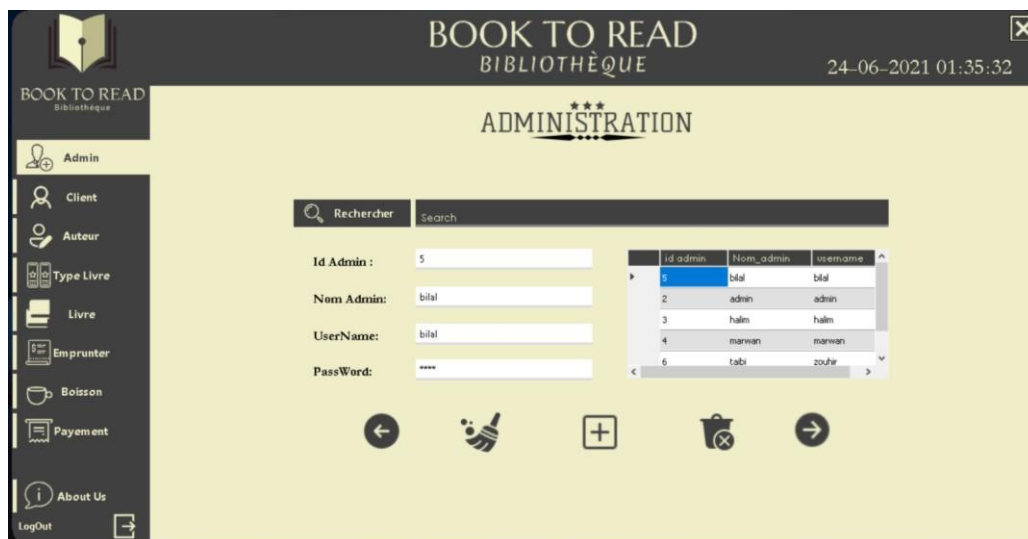 BOOK TO READ
BIBLIOTHÈQUE
24-06-2021 01:35:32
BOOK TO READ
Bibliothèque
ADMINISTRATION
Admin
Client
Auteur
Type Livre
Livre
Emprunter
Boisson
Payement
About Us
LogOut
Rechercher
Search
Id Admin :
5
Nom Admin:
bilal
UserName:
bilal
PassWord:
****
id admin Nom_admin username
5 bilal bilal
2 admin admin
3 halim halim
4 marwan marwan
6 taibi zouhir